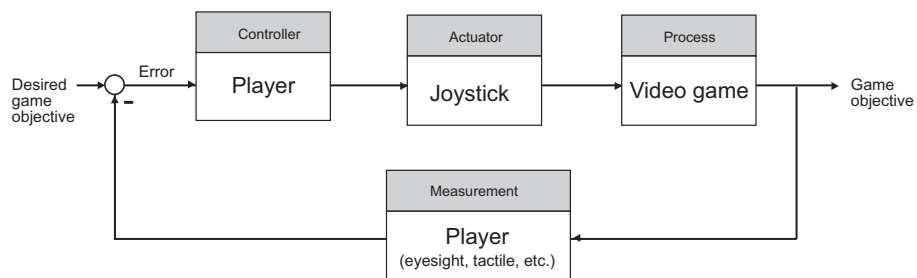 Controller
Actuator
Process
Desired
game
objective
Error
Player
Joystick
Video game
Game
objective
-
Measurement
Player
(eyesight, tactile, etc.)